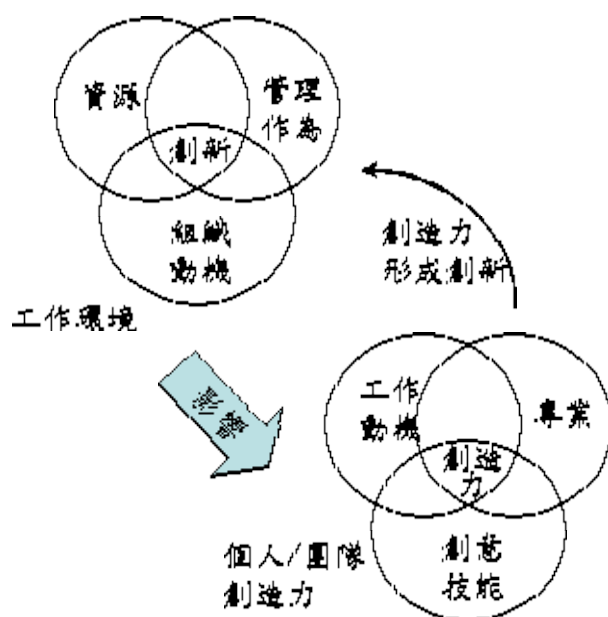 資源
管理
作為
創新
組織
動機
工作環境
創造力
形成創新
影響
工作
動機
專業
創造
力
創意
技能
個人/團隊
創造力